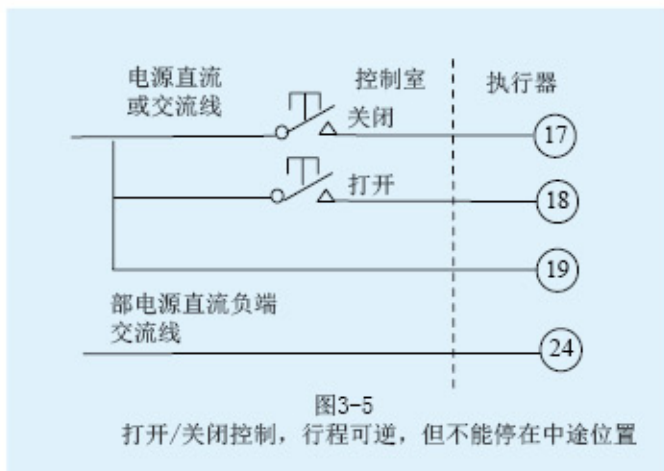 电源直流
或交流线
控制室
执行器
关闭
17
打开
18
19
部电源直流负端
交流线
24
图3-5
打开/关闭控制，行程可逆，但不能停在中途位置